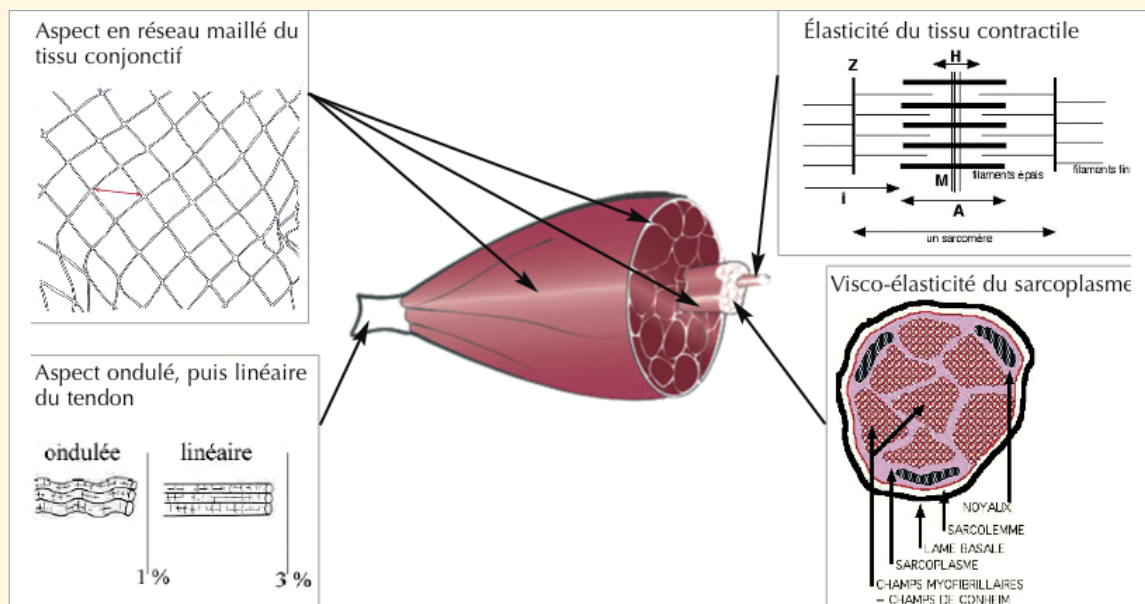 Aspect en réseau maillé du
tissu conjonctif
Élasticité du tissu contractile
H
Z
M
filaments épais
filaments fin
I
A
un sarcomère
Aspect ondulé, puis linéaire
du tendon
ondulée
linéaire
1 %
3 %
Visco-élasticité du sarcoplasme
NOYAUX
SARCOLEMME
LAME BASALE
SARCOPLASME
CHAMPS MYOFIBRILLAIRES
– CHAMPS DE CONHEIM